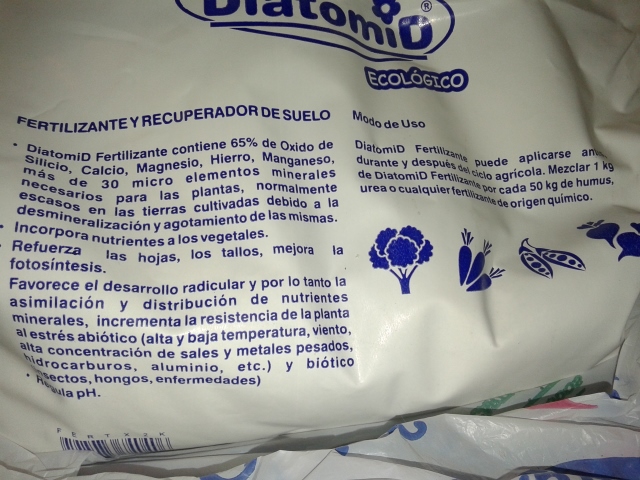 DiatomiD®
ECOLÓGICO
FERTILIZANTE Y RECUPERADOR DE SUELO
• DiatomiD Fertilizante contiene 65% de Oxido de
Silicio, Calcio, Magnesio, Hierro, Manganeso,
más de 30 micro elementos minerales
necesarios para las plantas, normalmente
escasos en las tierras cultivadas debido a la
desmineralización y agotamiento de las mismas.
• Incorpora nutrientes a los vegetales.
Refuerza las hojas, los tallos, mejora la
fotosíntesis.
Favorece el desarrollo radicular y por lo tanto la
asimilación y distribución de nutrientes
minerales, incrementa la resistencia de la planta
al estrés abiótico (alta y baja temperatura, viento,
alta concentración de sales y metales pesados,
hidrocarburos, aluminio, etc.) y biótico
insectos, hongos, enfermedades)
• Regula pH.
FERTX2K
Modo de Uso
DiatomiD Fertilizante puede aplicarse
durante y después del ciclo agrícola. Mezclar 1 kg
de DiatomiD Fertilizante por cada 50 kg de humus,
urea o cualquier fertilizante de origen químico.